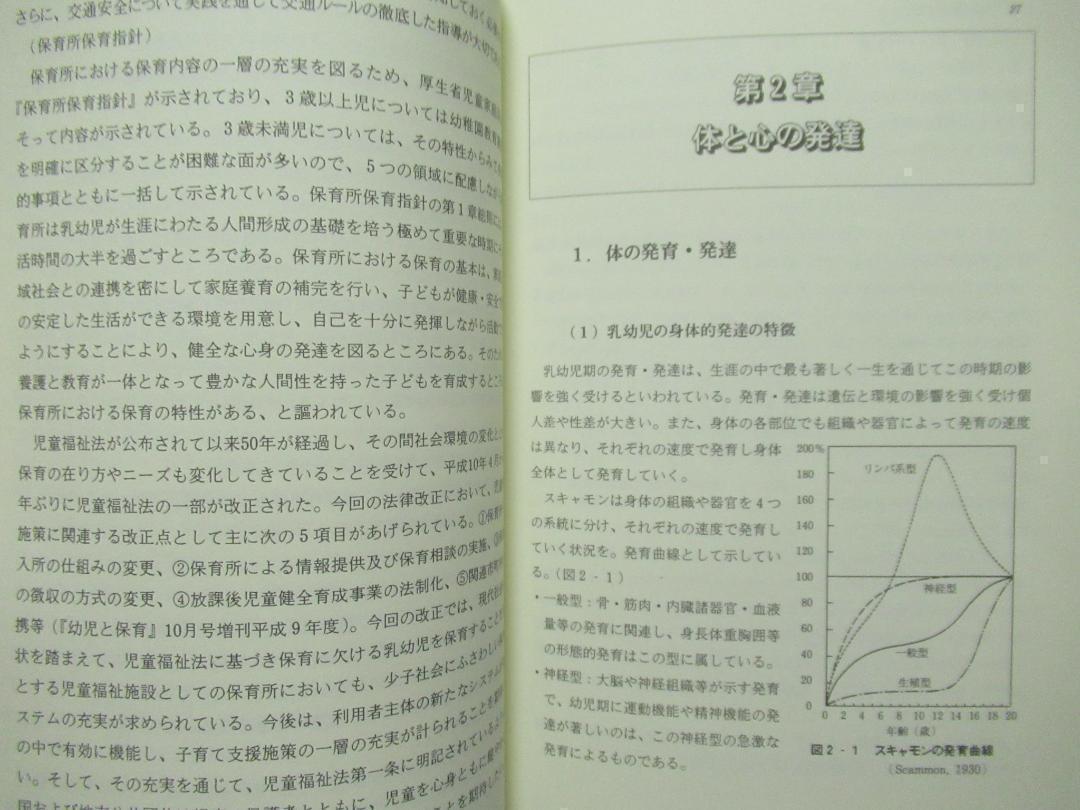 さらに、交通安全について実践を通じて交通ルールの徹底した指導が大切で
(保育所保育指針)
保育所における保育内容の一層の充実を図るため、厚生省児童家庭
『保育所保育指針』が示されており、3歳以上児については幼稚園教育
そって内容が示されている。3歳未満児については、その特性からみて
を明確に区分することが困難な面が多いので、5つの領域に配慮しなが
的事項とともに一括して示されている。保育所保育指針の第1章総則に
育所は乳幼児が生涯にわたる人間形成の基礎を培う極めて重要な時期に
活時間の大半を過ごすところである。保育所における保育の基本は、
域社会との連携を密にして家庭養育の補完を行い、子どもが健康・安全で
の安定した生活ができる環境を用意し、自己を十分に発揮しながら活動で
ようにすることにより、健全な心身の発達を図るところにある。そのため
養護と教育が一体となって豊かな人間性を持った子どもを育成するところ
保育所における保育の特性がある、と謳われている。
児童福祉法が公布されて以来50年が経過し、その間社会環境の変化
保育の在り方やニーズも変化してきていることを受けて、平成10年4月
年ぶりに児童福祉法の一部が改正された。今回の法律改正において、
施策に関連する改正点として主に次の5項目があげられている。①保育
入所の仕組みの変更、②保育所による情報提供及び保育相談の実施、③
の徴収の方式の変更、④放課後児童健全育成事業の法制化、⑤関連市町
携等(『幼児と保育』10月号増刊平成9年度)。今回の改正では、現代社
状を踏まえて、児童福祉法に基づき保育に欠ける乳幼児を保育すること
とする児童福祉施設としての保育所においても、少子社会にふさわしい
ステムの充実が求められている。今後は、利用者主体の新たなシステム
の中で有効に機能し、子育て支援施策の一層の充実が計られることを
い。そして、その充実を通じて、児童福祉法第一条に明記されている
児童を心身ともに健や
27
第2章
体と心の発達
1. 体の発育・発達
(1) 乳幼児の身体的発達の特徴
乳幼児期の発育・発達は、生涯の中で最も著しく一生を通じてこの時期の影
響を強く受けるといわれている。発育・発達は遺伝と環境の影響を強く受け個
人差や性差が大きい。また、身体の各部位でも組織や器官によって発育の速度
は異なり、それぞれの速度で発育し身体
全体として発育していく。
スキャモンは身体の組織や器官を4つ
の系統に分け、それぞれの速度で発育し
ていく状況を。発育曲線として示してい
る。(図2-1)
・一般型:骨・筋肉・内臓諸器官・血液
量等の発育に関連し、身長体重胸囲等
の形態的発育はこの型に属している。
・神経型:大脳や神経組織等が示す発育
で、幼児期に運動機能や精神機能の発
達が著しいのは、この神経型の急激な
発育によるものである。
200%
180
160
140
120
100
80
60
40
20
0
リンパ系型
神経型
一般型
生殖型
0 2 4 6 8 10 12 14 16 18 20
年齢(歳)
図2-1 スキャモンの発育曲線
(Scammon, 1930)